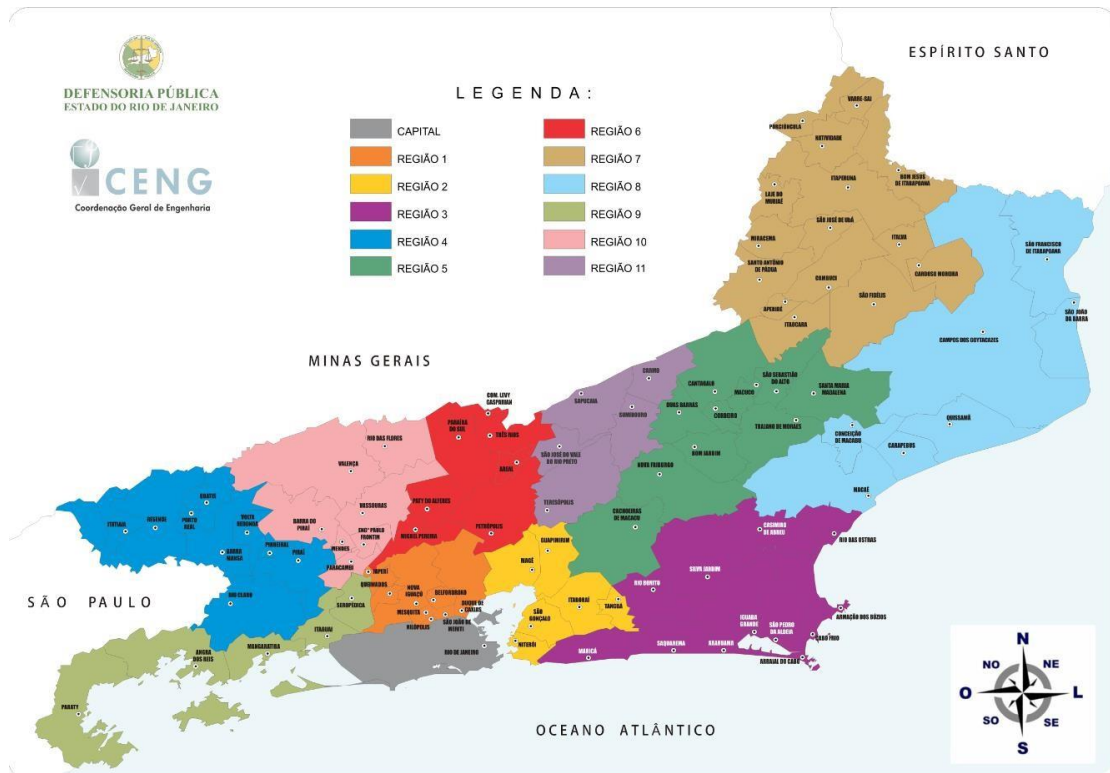 ESPÍRITO SANTO
DEFENSORIA PÚBLICA
ESTADO DO RIO DE JANEIRO
CENG
Coordenação Geral de Engenharia
LEGENDA:
CAPITAL
REGIÃO 1
REGIÃO 2
REGIÃO 3
REGIÃO 4
REGIÃO 5
REGIÃO 6
REGIÃO 7
REGIÃO 8
REGIÃO 9
REGIÃO 10
REGIÃO 11
VARRE-SAI
PORCIÚNCULA
NATIVIDADE
ITAPERUNA
BOM JESUS
DE ITABAPOANA
LAJE DO
MURIAÉ
SÃO JOSÉ DE UBÁ
ITALVA
MIRACEMA
SANTO ANTÔNIO
DE PÁDUA
CARDOSO MOREIRA
CAMBUCI
APERIBÉ
SÃO FIDÉLIS
ITAOCARA
SÃO FRANCISCO
DE ITABAPOANA
SÃO JOÃO
DA BARRA
CAMPOS DOS GOYTACAZES
QUISSAMÃ
CONCEIÇÃO
DE MACABU
CARAPEBUS
MACAÉ
MINAS GERAIS
CARMO
SAPUCAIA
SUMIDOURO
SÃO JOSÉ DO VALE
DO RIO PRETO
TERESÓPOLIS
CANTAGALO
SÃO SEBASTIÃO
DO ALTO
MACUCO
SANTA MARIA
MADALENA
DUAS BARRAS
CORDEIRO
TRAJANO DE MORAES
BOM JARDIM
NOVA FRIBURGO
CACHOEIRAS
DE MACACU
COM. LEVY
GASPARIAN
PARAÍBA
DO SUL
TRÊS RIOS
AREAL
PATY DO ALFERES
MIGUEL PEREIRA
PETRÓPOLIS
RIO DAS FLORES
VALENÇA
VASSOURAS
BARRA DO
PIRAÍ
ENGº PAULO
FRONTIM
MENDES
PARACAMBI
QUATIS
ITATIAIA
RESENDE
PORTO
REAL
VOLTA
REDONDA
BARRA
MANSA
PINHEIRAL
PIRAÍ
RIO CLARO
JAPERÍ
QUEIMADOS
NOVA
IGUAÇÚ
BELFORD ROXO
DUQUE DE
CAXIAS
MESQUITA
SÃO JOÃO DE
MERITI
NILÓPOLIS
RIO DE JANEIRO
SEROPÉDICA
ITAGUAÍ
MANGARATIBA
ANGRA
DOS REIS
PARATY
GUAPIMIRIM
MAGÉ
ITABORAÍ
TANGUÁ
SÃO
GONÇALO
NITERÓI
CASIMIRO
DE ABREU
RIO DAS OSTRAS
SILVA JARDIM
RIO BONITO
ARMAÇÃO DOS BÚZIOS
IGUABA
GRANDE
SÃO PEDRO
DA ALDEIA
CABO FRIO
ARRAIAL DO CABO
ARARUAMA
SAQUAREMA
MARICÁ
SÃO PAULO
OCEANO ATLÂNTICO
N
NO
NE
O
L
SO
SE
S